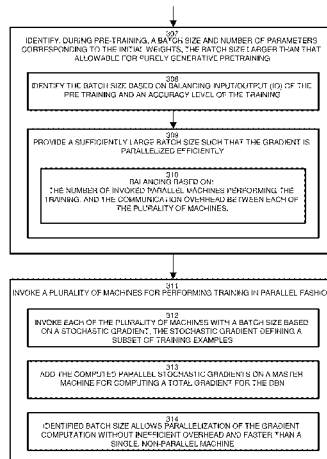 307
IDENTIFY, DURING PRE-TRAINING, A BATCH SIZE AND NUMBER OF PARAMETERS
CORRESPONDING TO THE INITIAL WEIGHTS, THE BATCH SIZE LARGER THAN THAT
ALLOWABLE FOR PURELY GENERATIVE PRETRAINING
308
IDENTIFY THE BATCH SIZE BASED ON BALANCING INPUT/OUTPUT (IO) OF THE
PRE TRAINING AND AN ACCURACY LEVEL OF THE TRAINING
309
PROVIDE A SUFFICIENTLY LARGE BATCH SIZE SUCH THAT THE GRADIENT IS
PARALLELIZED EFFICIENTLY
310
BALANCING BASED ON:
THE NUMBER OF INVOKED PARALLEL MACHINES PERFORMING THE
TRAINING, AND THE COMMUNICATION OVERHEAD BETWEEN EACH OF
THE PLURALITY OF MACHINES.
311
INVOKE A PLURALITY OF MACHINES FOR PERFORMING TRAINING IN PARALLEL FASHIO
312
INVOKE EACH OF THE PLURALITY OF MACHINES WITH A BATCH SIZE BASED
ON A STOCHASTIC GRADIENT, THE STOCHASTIC GRADIENT DEFINING A
SUBSET OF TRAINING EXAMPLES
313
ADD THE COMPUTED PARALLEL STOCHASTIC GRADIENTS ON A MASTER
MACHINE FOR COMPUTING A TOTAL GRADIENT FOR THE DBN
314
IDENTIFIED BATCH SIZE ALLOWS PARALLELIZATION OF THE GRADIENT
COMPUTATION WITHOUT INEFFICIENT OVERHEAD AND FASTER THAN A
SINGLE, NON-PARALLEL MACHINE